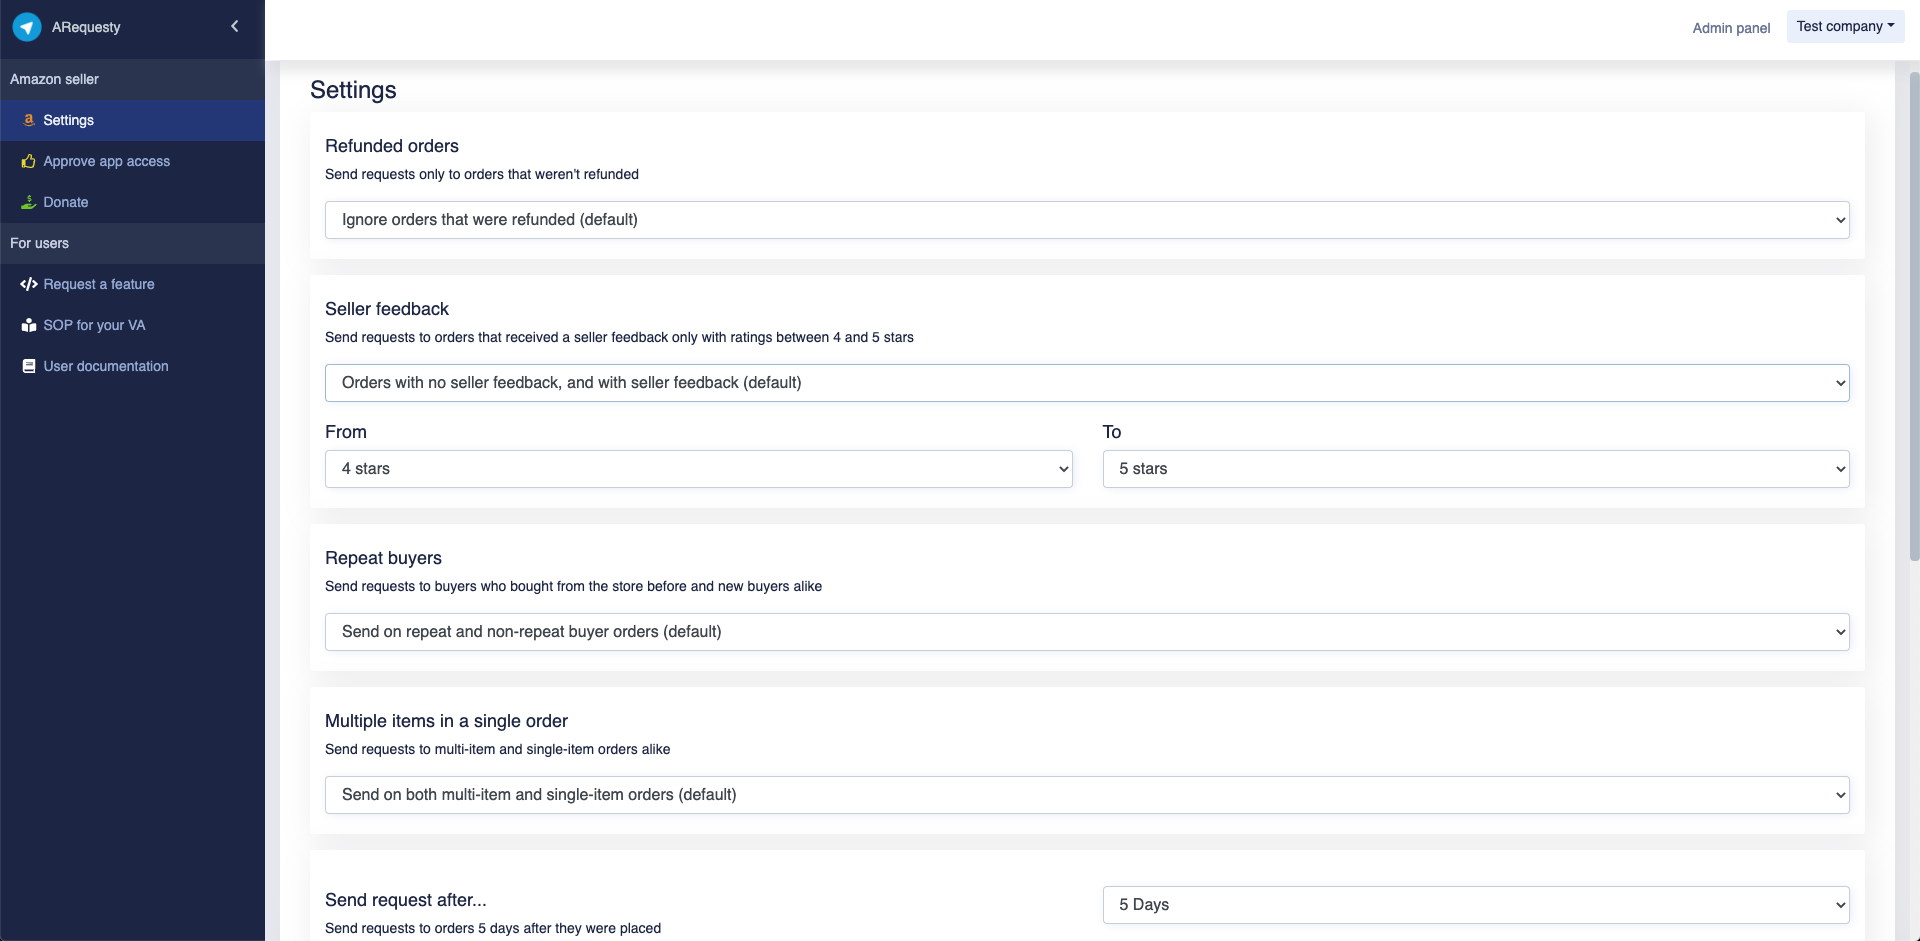 ARequesty
Admin panel
Test company
Amazon seller
Settings
Approve app access
Donate
For users
Request a feature
SOP for your VA
User documentation
Settings
Refunded orders
Send requests only to orders that weren't refunded
Ignore orders that were refunded (default)
Seller feedback
Send requests to orders that received a seller feedback only with ratings between 4 and 5 stars
Orders with no seller feedback, and with seller feedback (default)
From
To
4 stars
5 stars
Repeat buyers
Send requests to buyers who bought from the store before and new buyers alike
Send on repeat and non-repeat buyer orders (default)
Multiple items in a single order
Send requests to multi-item and single-item orders alike
Send on both multi-item and single-item orders (default)
Send request after...
5 Days
Send requests to orders 5 days after they were placed